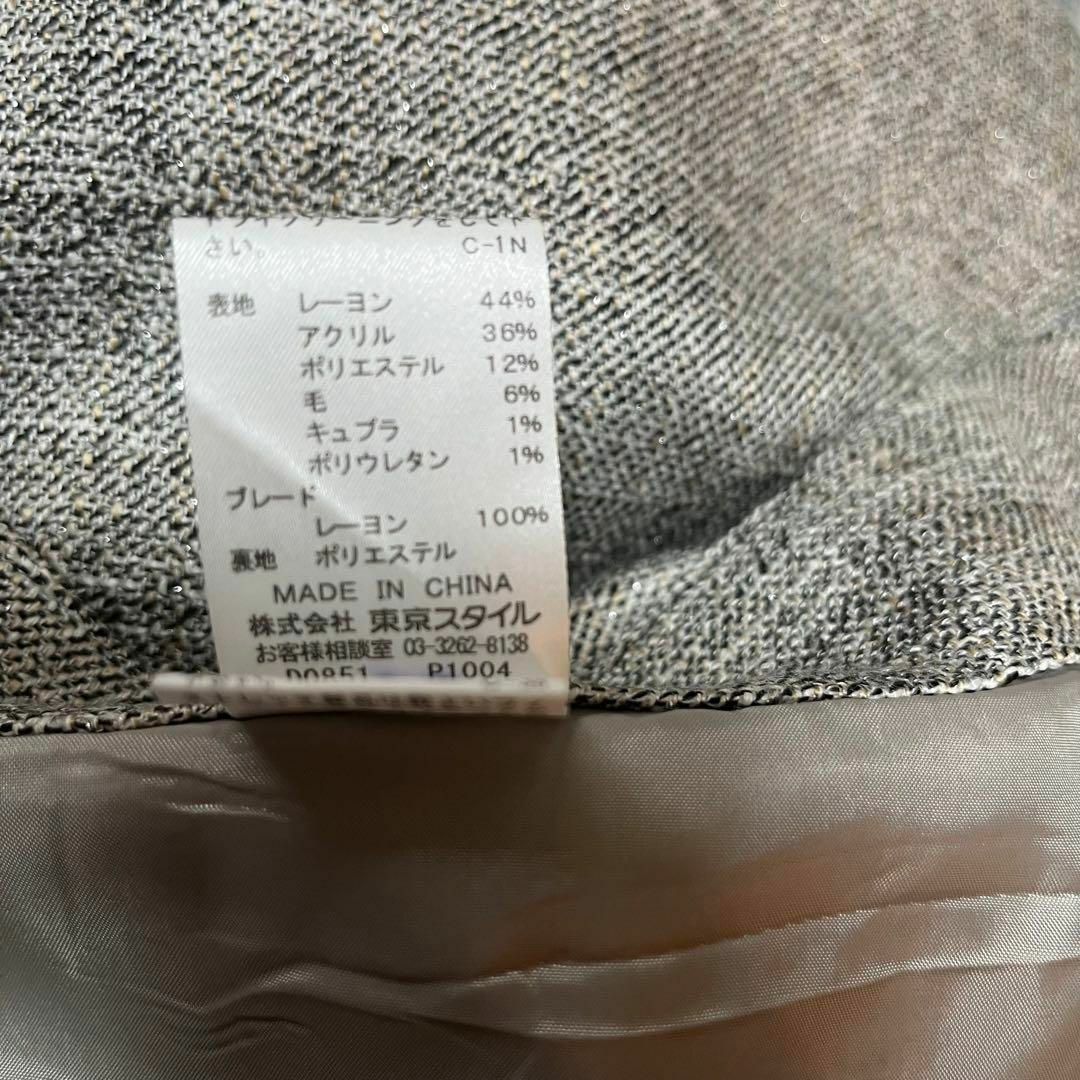 さい。 C-1N
表地 レーヨン 44%
アクリル 36%
ポリエステル 12%
毛 6%
キュプラ 1%
ポリウレタン 1%
ブレード
レーヨン 100%
裏地 ポリエステル
MADE IN CHINA
株式会社 東京スタイル
お客様相談室 03-3262-8138
D0851 P1004